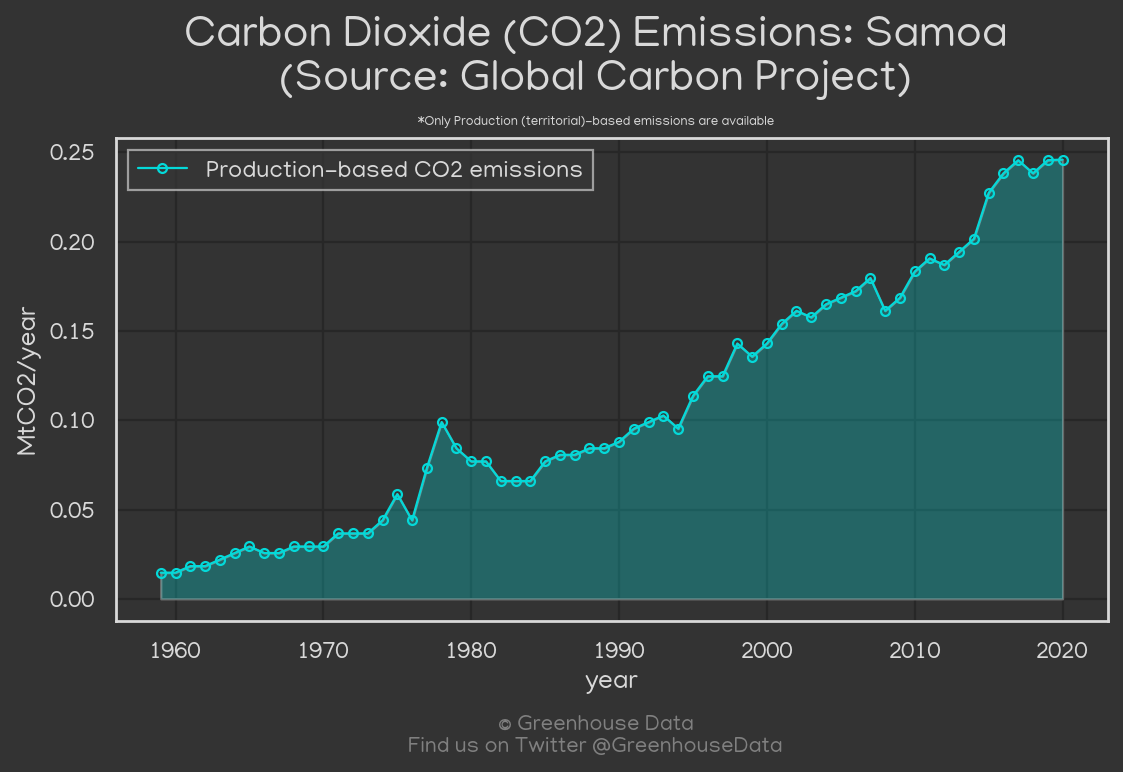 Carbon Dioxide (CO2) Emissions: Samoa
(Source: Global Carbon Project)
*Only Production (territorial)-based emissions are available
Production-based CO2 emissions
0.25
0.20
0.15
0.10
0.05
0.00
MtCO2/year
1960 1970 1980 1990 2000 2010 2020
year
© Greenhouse Data
Find us on Twitter @GreenhouseData